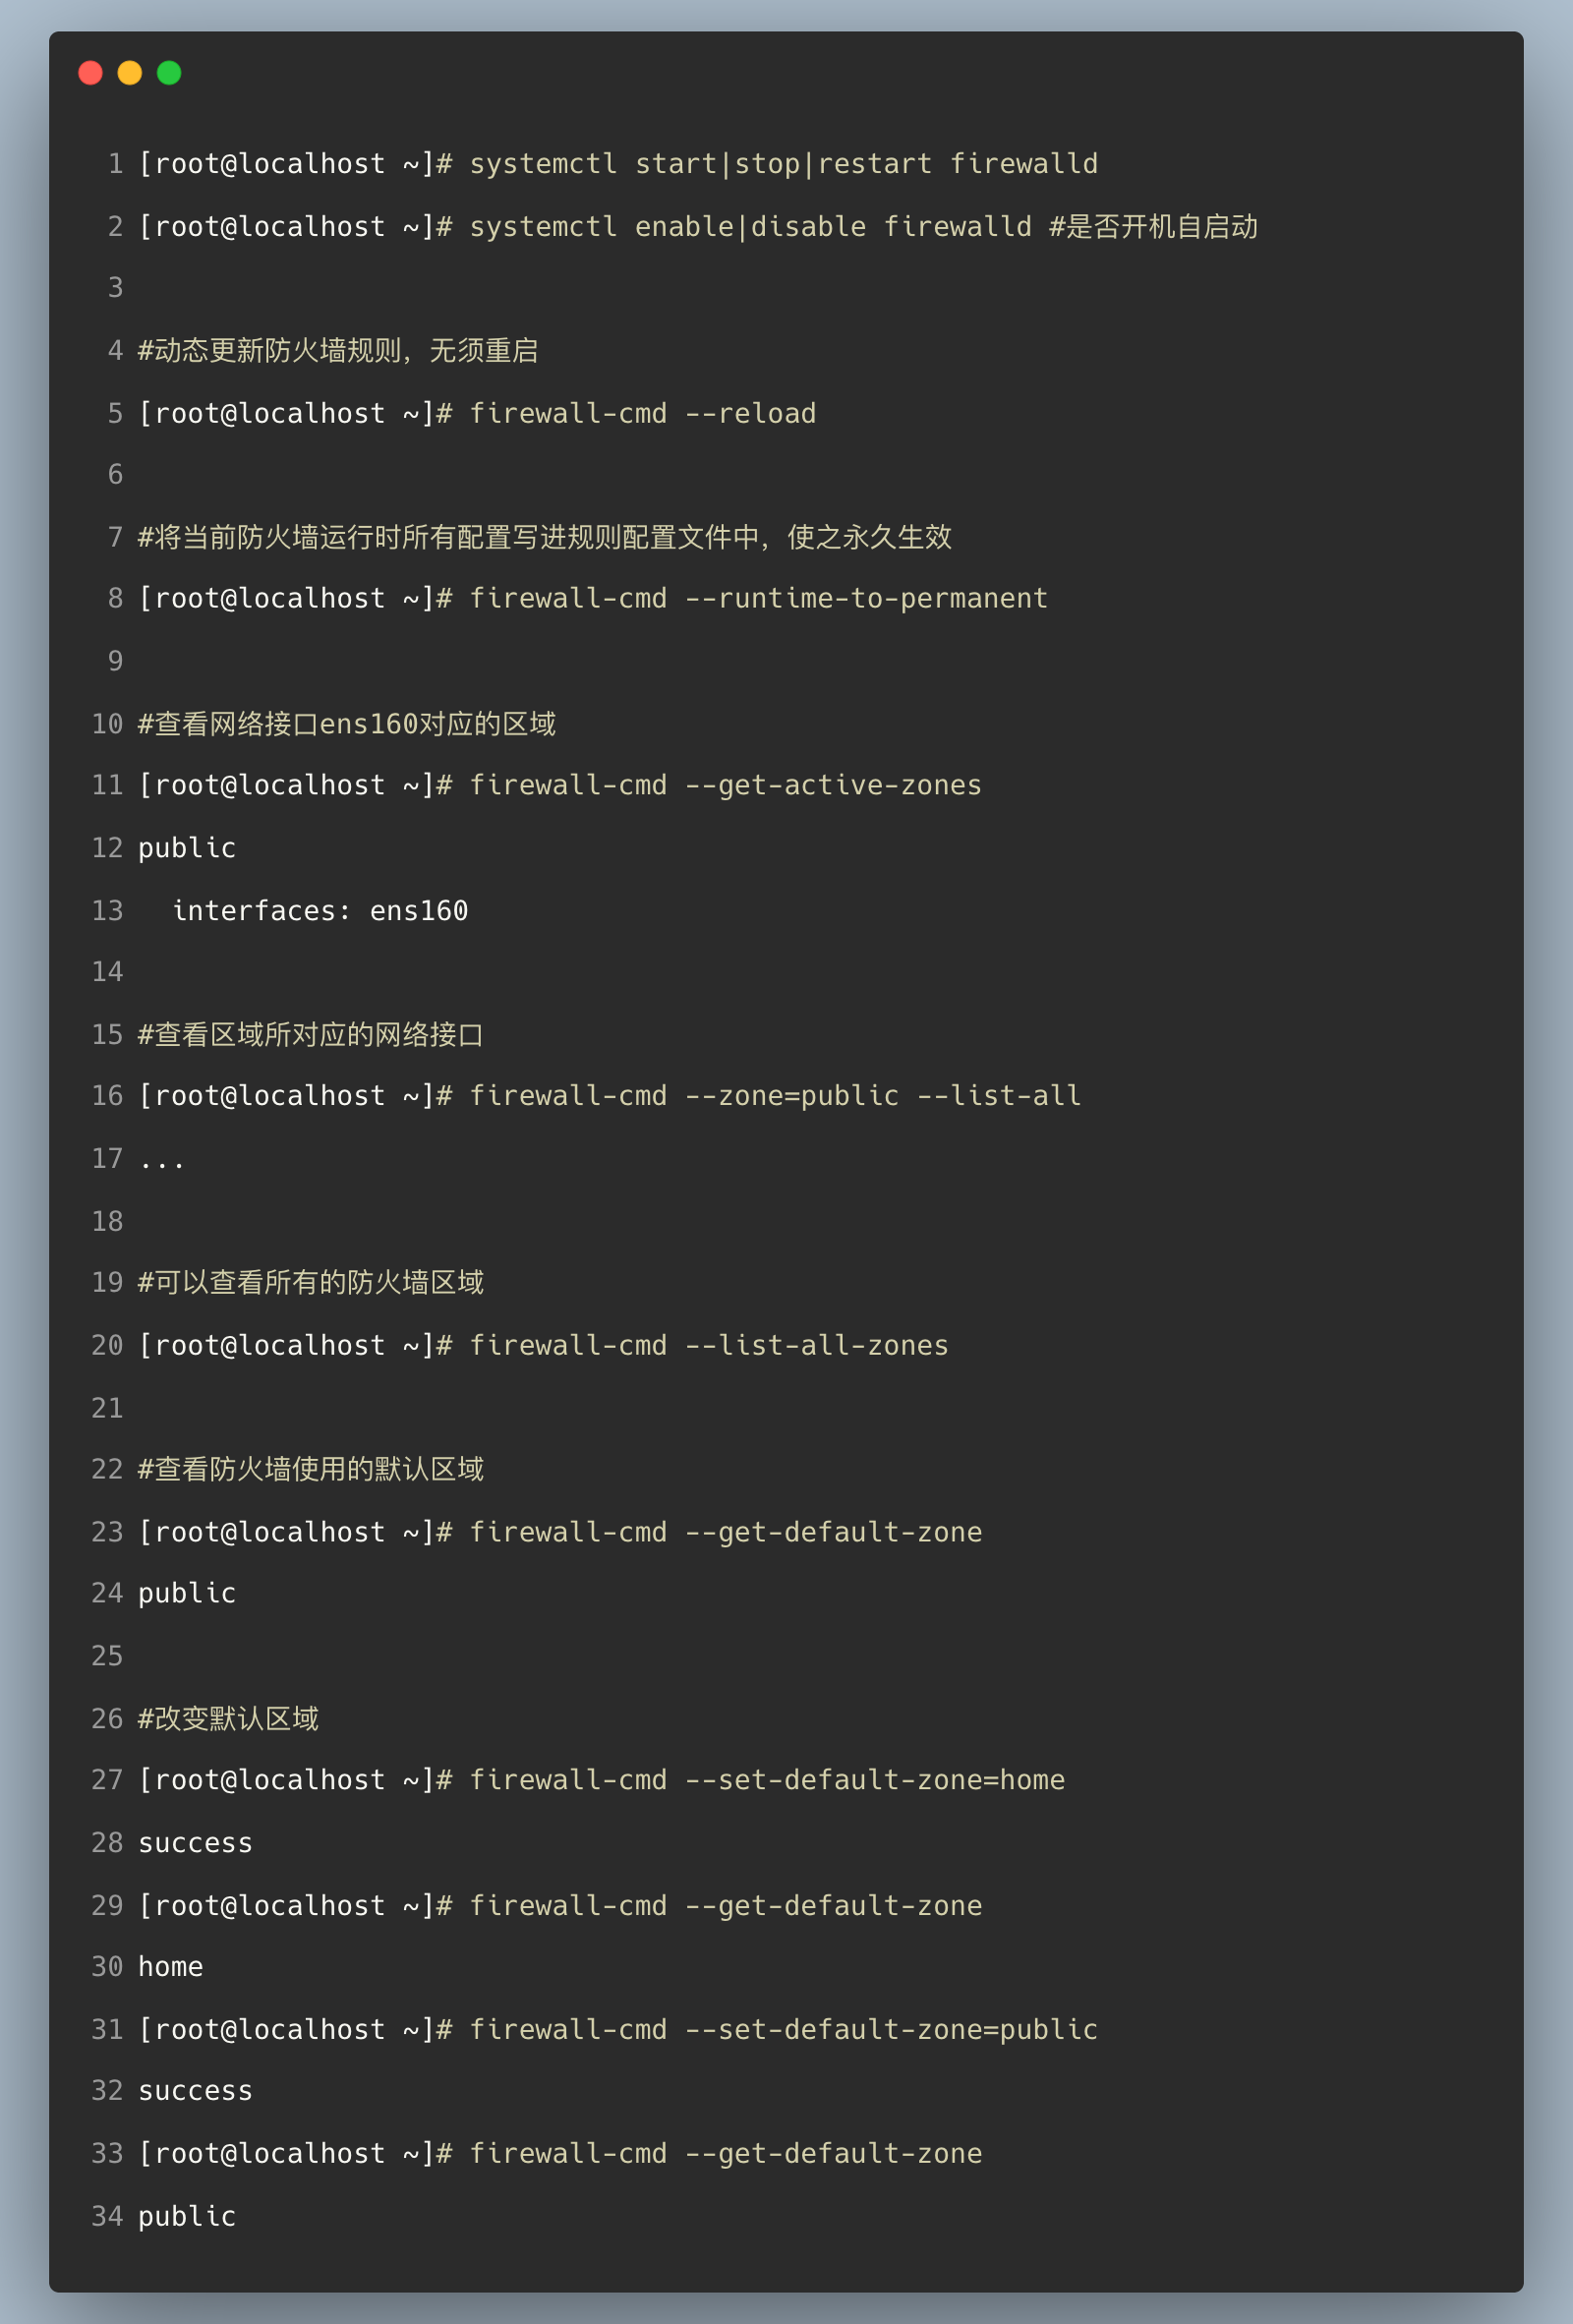 1 [root@localhost ~]# systemctl start|stop|restart firewalld
2 [root@localhost ~]# systemctl enable|disable firewalld #是否开机自启动
3
4 #动态更新防火墙规则，无须重启
5 [root@localhost ~]# firewall-cmd --reload
6
7 #将当前防火墙运行时所有配置写进规则配置文件中，使之永久生效
8 [root@localhost ~]# firewall-cmd --runtime-to-permanent
9
10 #查看网络接口ens160对应的区域
11 [root@localhost ~]# firewall-cmd --get-active-zones
12 public
13   interfaces: ens160
14
15 #查看区域所对应的网络接口
16 [root@localhost ~]# firewall-cmd --zone=public --list-all
17 ...
18
19 #可以查看所有的防火墙区域
20 [root@localhost ~]# firewall-cmd --list-all-zones
21
22 #查看防火墙使用的默认区域
23 [root@localhost ~]# firewall-cmd --get-default-zone
24 public
25
26 #改变默认区域
27 [root@localhost ~]# firewall-cmd --set-default-zone=home
28 success
29 [root@localhost ~]# firewall-cmd --get-default-zone
30 home
31 [root@localhost ~]# firewall-cmd --set-default-zone=public
32 success
33 [root@localhost ~]# firewall-cmd --get-default-zone
34 public